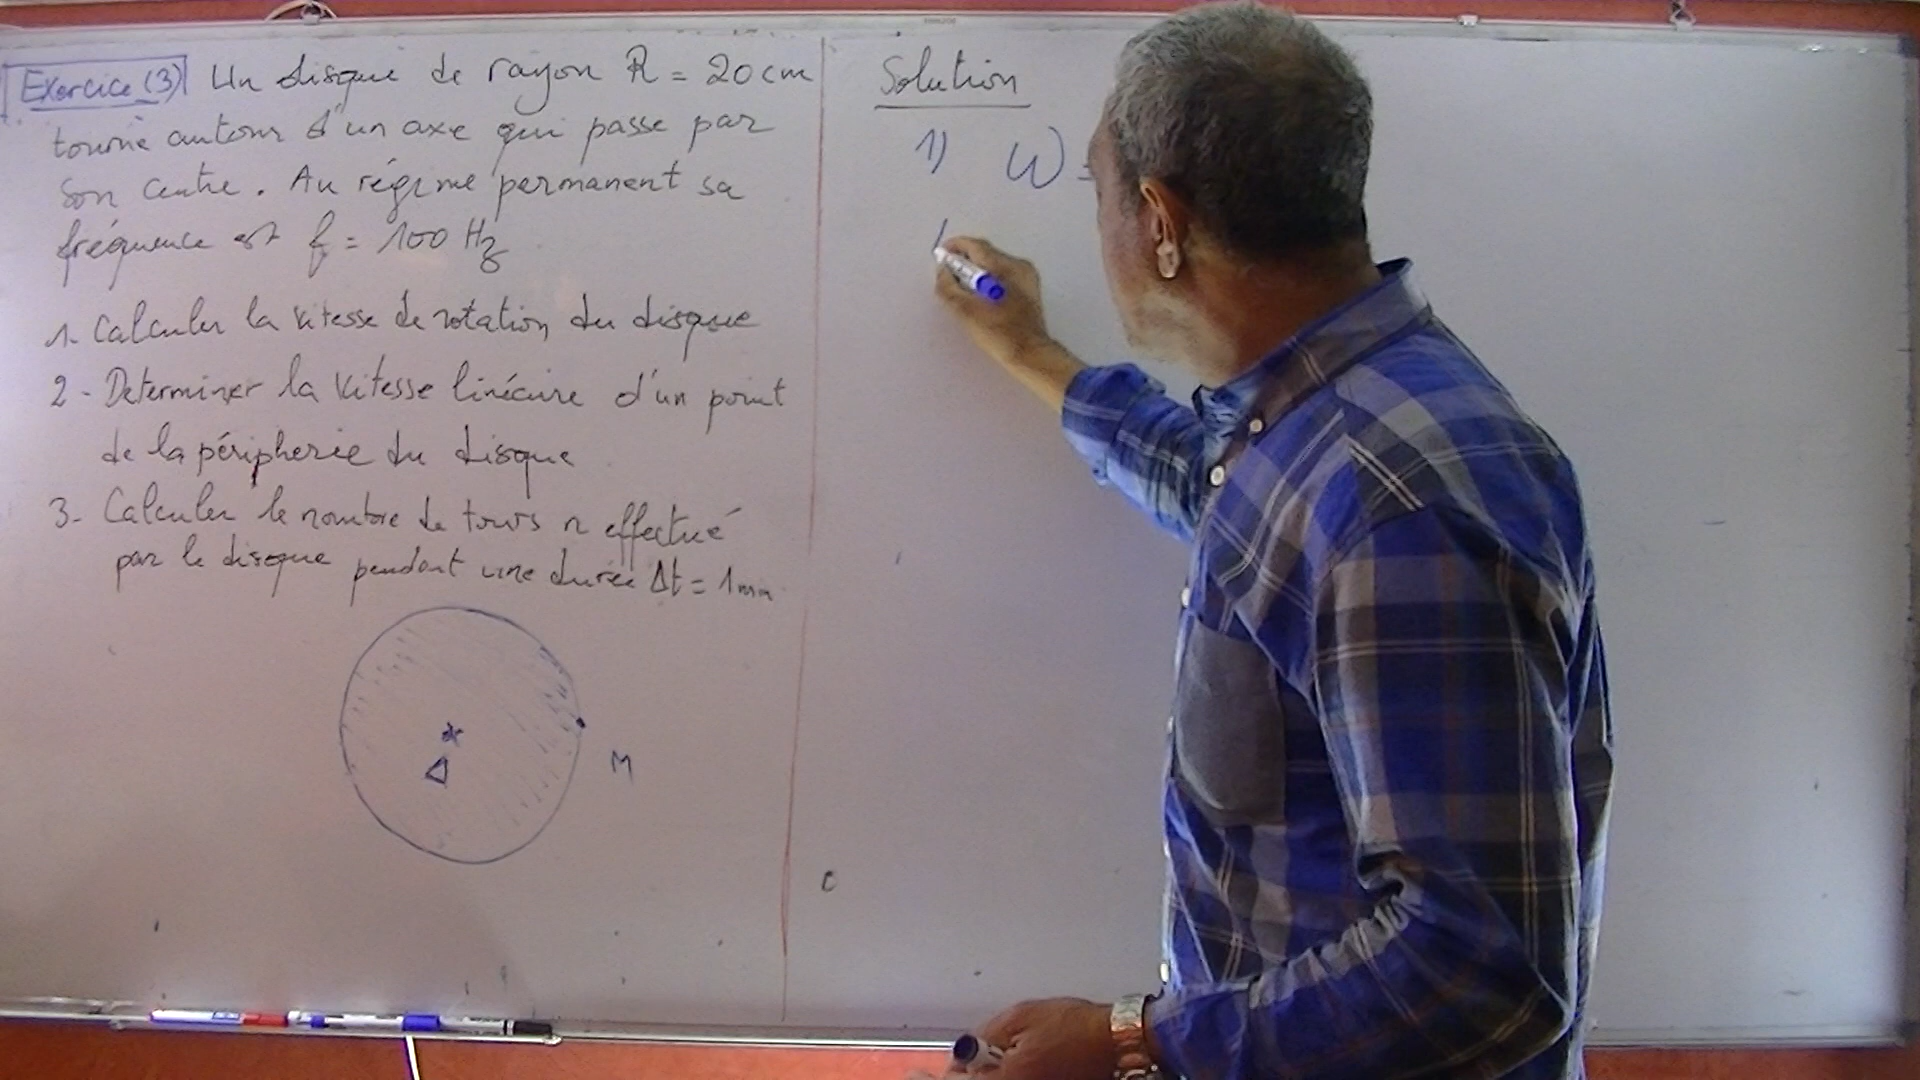 Exercice (3) Un disque de rayon R = 20cm
tourne autour d'un axe qui passe par
son centre. Au régime permanent sa
fréquence est f = 100 Hz
1. Calculer la vitesse de rotation du disque
2 - Determiner la vitesse linéaire d'un point
de la péripherie du disque
3- Calculer le nombre de tours n effectué
par le disque pendant une durée Δt = 1mn
Δ
M
Solution
1) W =
C